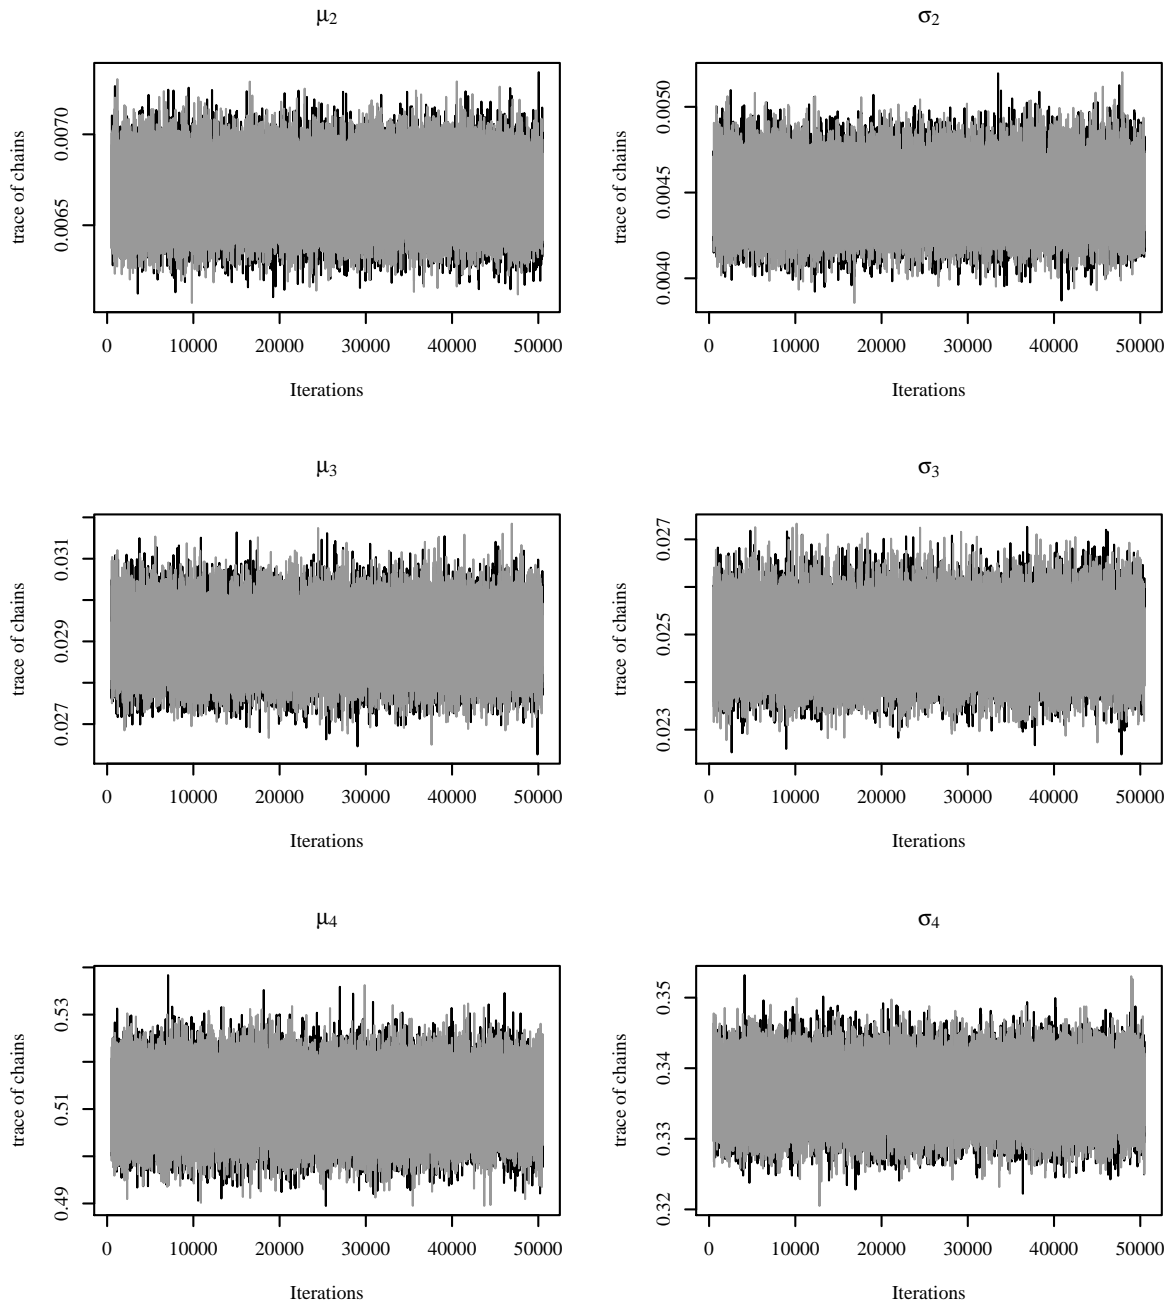 μ2 σ2
trace of chains 0.0065 0.0070 trace of chains 0.0040 0.0045 0.0050
0 10000 20000 30000 40000 50000 0 10000 20000 30000 40000 50000
Iterations Iterations
μ3 σ3
trace of chains 0.027 0.029 0.031 trace of chains 0.023 0.025 0.027
0 10000 20000 30000 40000 50000 0 10000 20000 30000 40000 50000
Iterations Iterations
μ4 σ4
trace of chains 0.49 0.51 0.53 trace of chains 0.32 0.33 0.34 0.35
0 10000 20000 30000 40000 50000 0 10000 20000 30000 40000 50000
Iterations Iterations